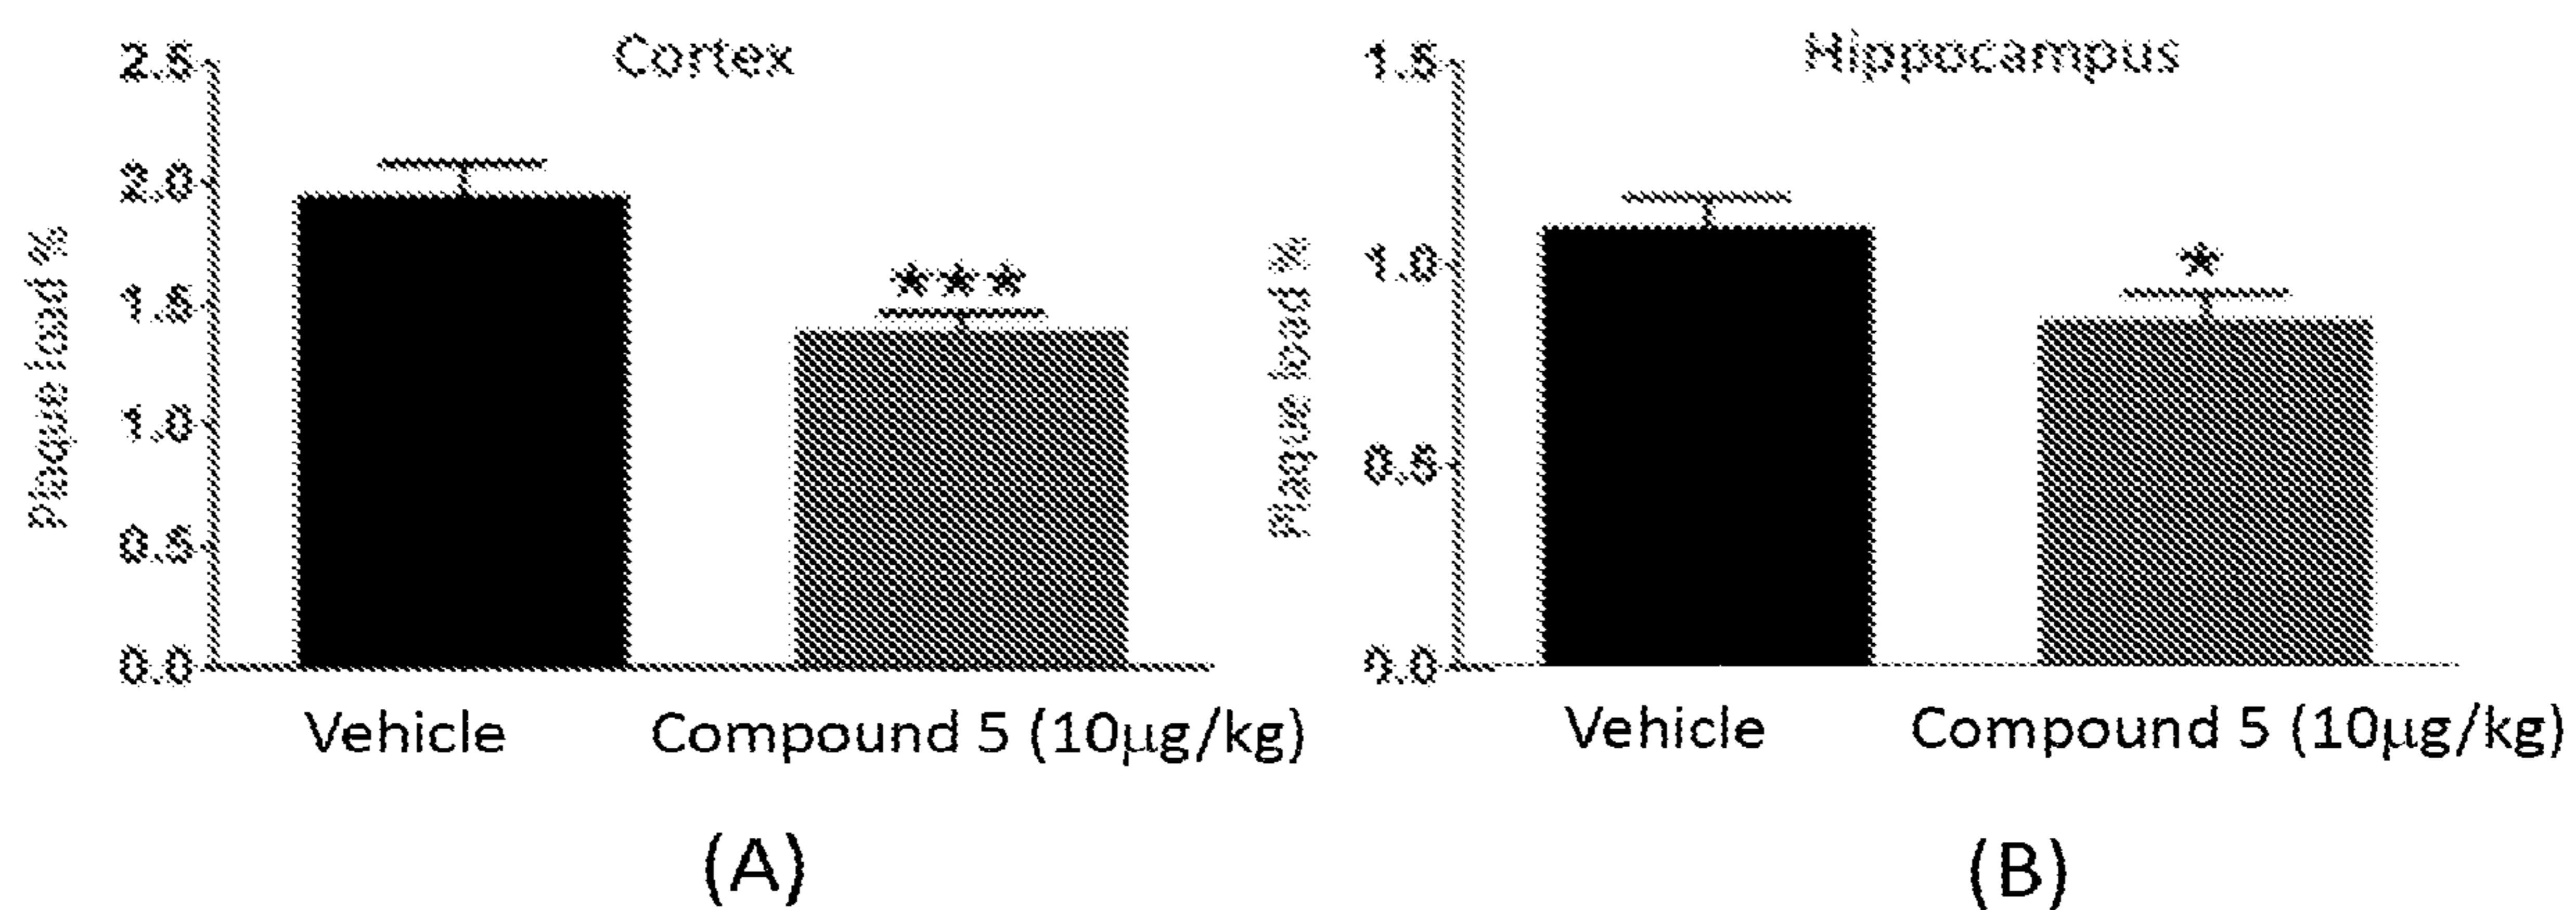 Cortex
2.5
2.0
1.5
1.0
0.5
0.0
Plaque load %
***
Vehicle
Compound 5 (10μg/kg)
(A)
Hippocampus
1.5
1.0
0.5
0.0
Plaque load %
*
Vehicle
Compound 5 (10μg/kg)
(B)